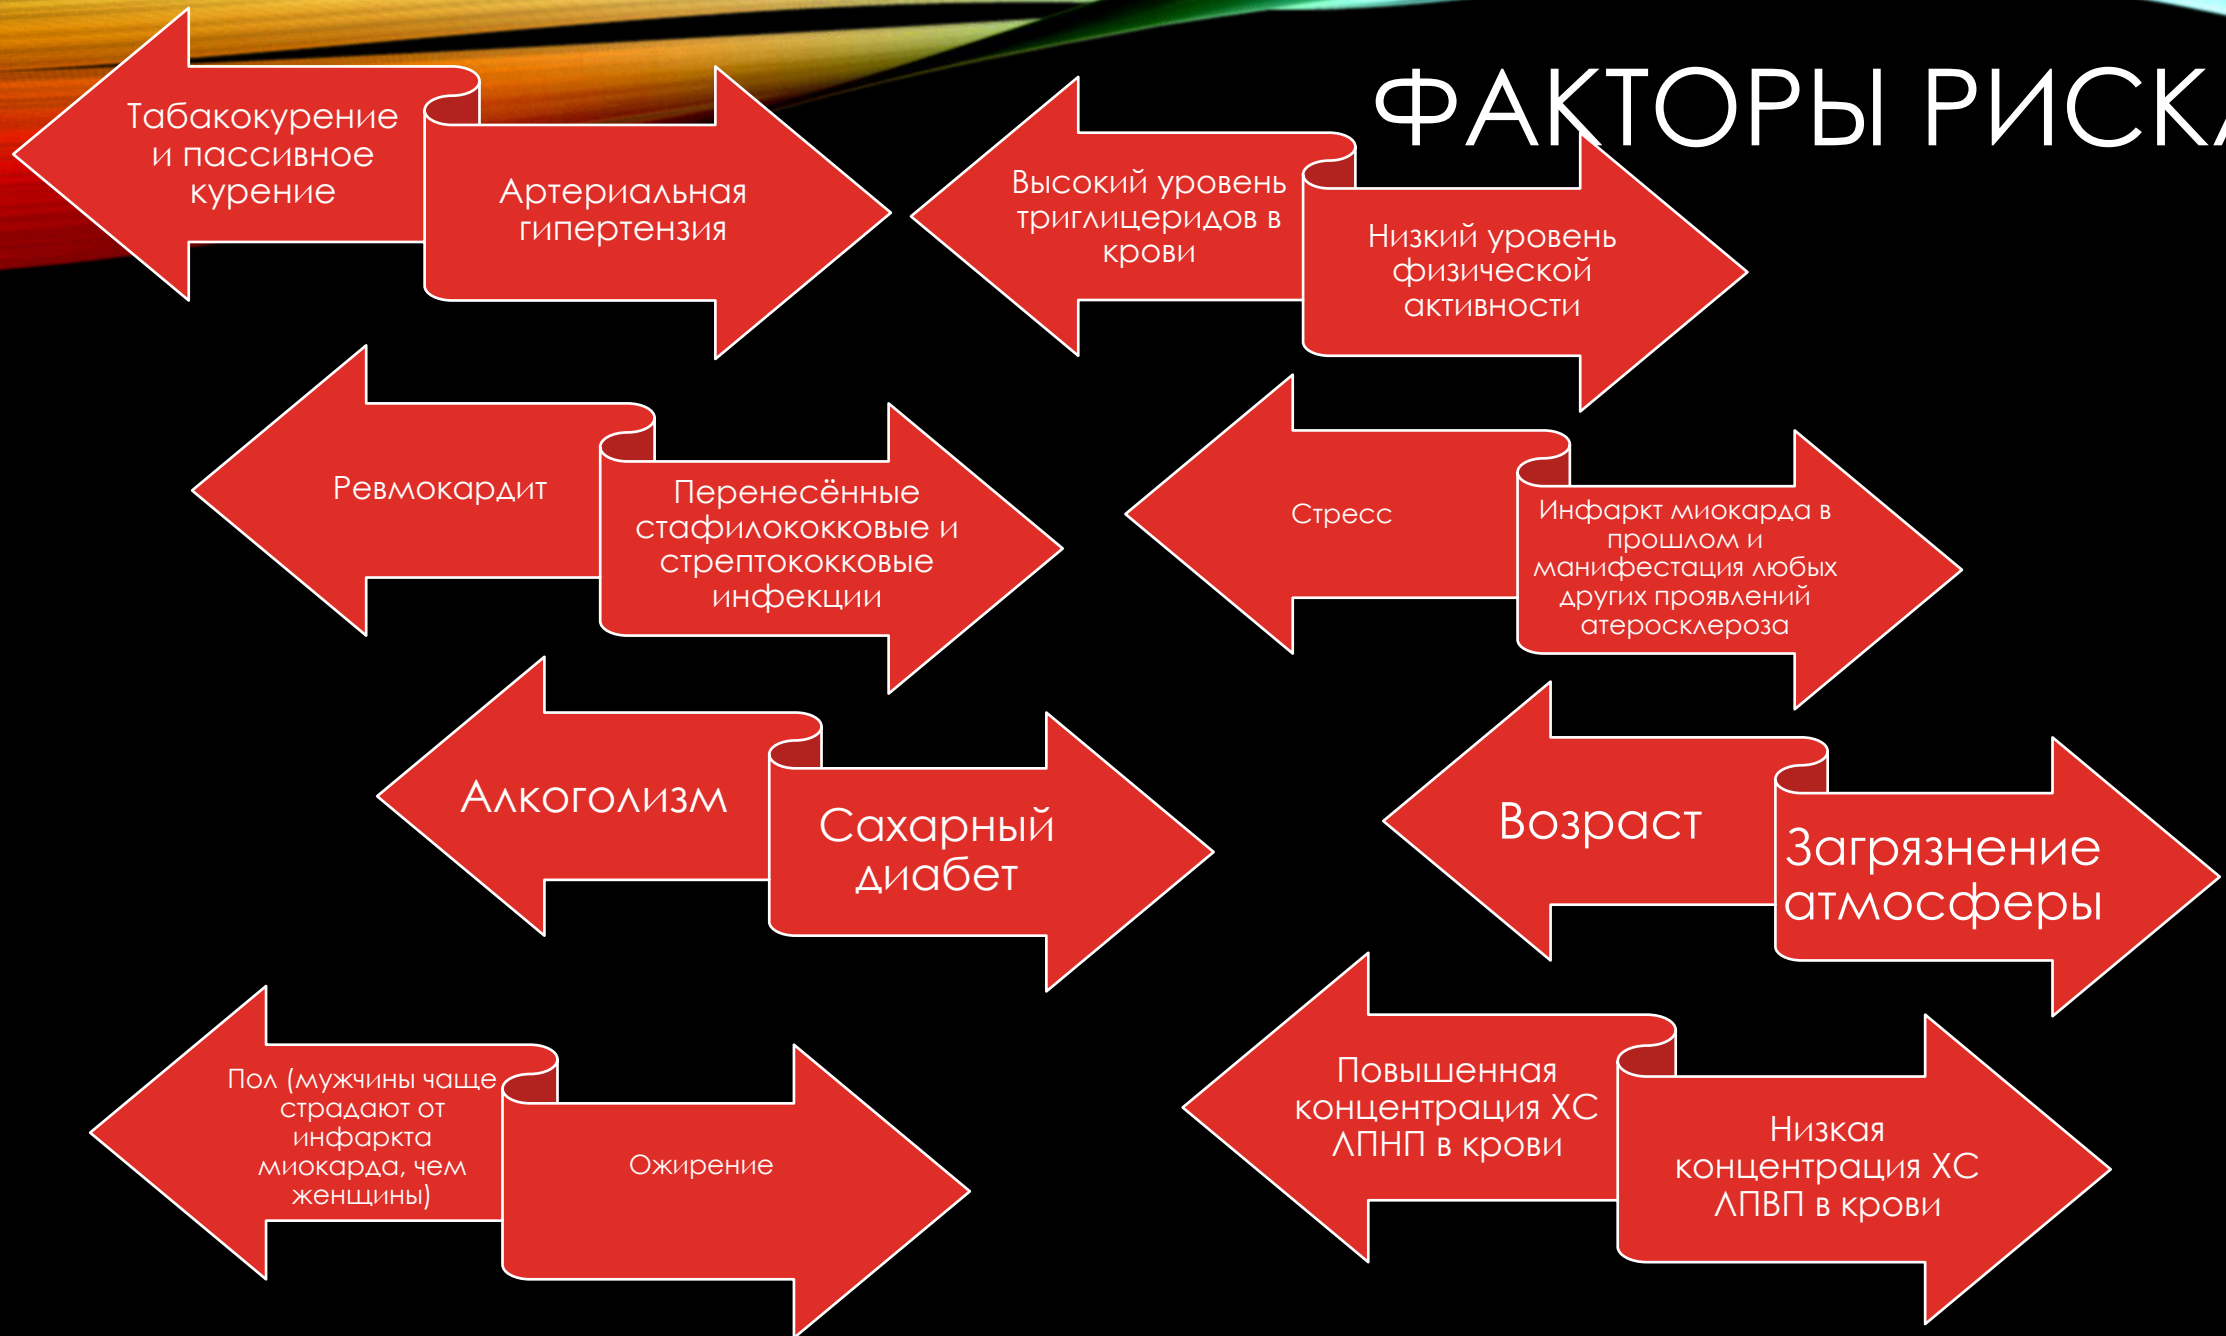 ФАКТОРЫ РИСКА
Табакокурение
и пассивное
курение
Артериальная
гипертензия
Высокий уровень
триглицеридов в
крови
Низкий уровень
физической
активности
Ревмокардит
Перенесённые
стафилококковые и
стрептококковые
инфекции
Стресс
Инфаркт миокарда в
прошлом и
манифестация любых
других проявлений
атеросклероза
Алкоголизм
Сахарный
диабет
Возраст
Загрязнение
атмосферы
Пол (мужчины чаще
страдают от
инфаркта
миокарда, чем
женщины)
Ожирение
Повышенная
концентрация ХС
ЛПНП в крови
Низкая
концентрация ХС
ЛПВП в крови